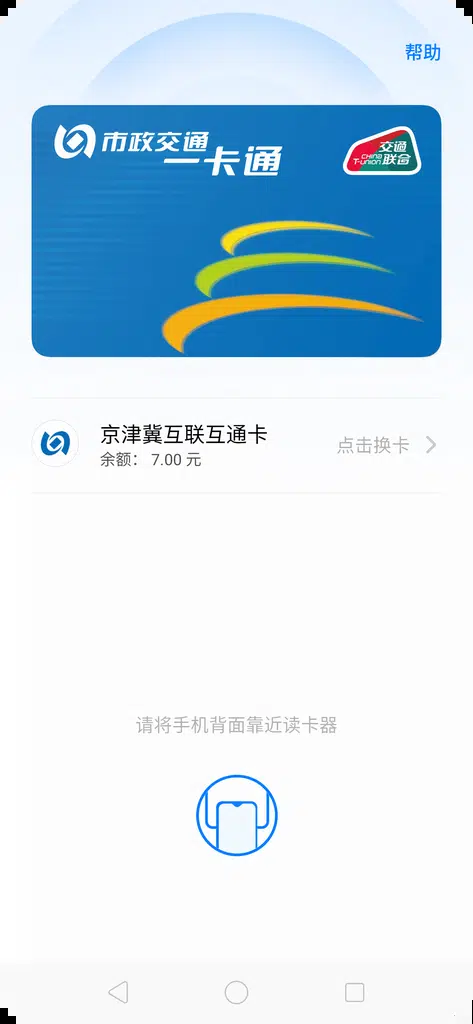 帮助
市政交通
一卡通
交通
CHINA
T-UNION 联合
京津冀互联互通卡
余额： 7.00 元
点击换卡
请将手机背面靠近读卡器